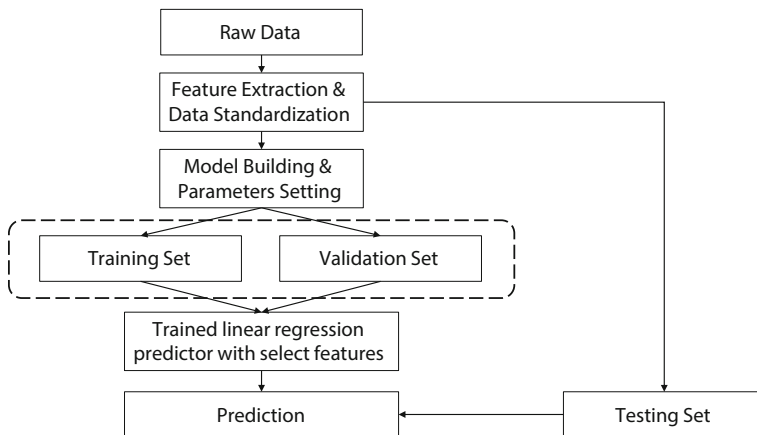 Raw Data
Feature Extraction &
Data Standardization
Model Building &
Parameters Setting
Training Set
Validation Set
Trained linear regression
predictor with select features
Prediction
Testing Set